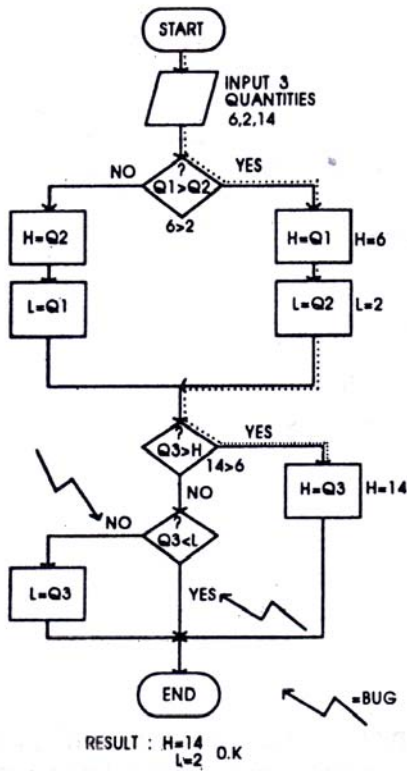 START
INPUT 3
QUANTITIES
6,2,14
NO
?
Q1>Q2
YES
6>2
H=Q2
H=Q1
H=6
L=Q1
L=Q2
L=2
?
Q3>H
YES
14>6
NO
H=Q3
H=14
NO
?
Q3<L
L=Q3
YES
END
=BUG
RESULT : H=14
L=2
O.K